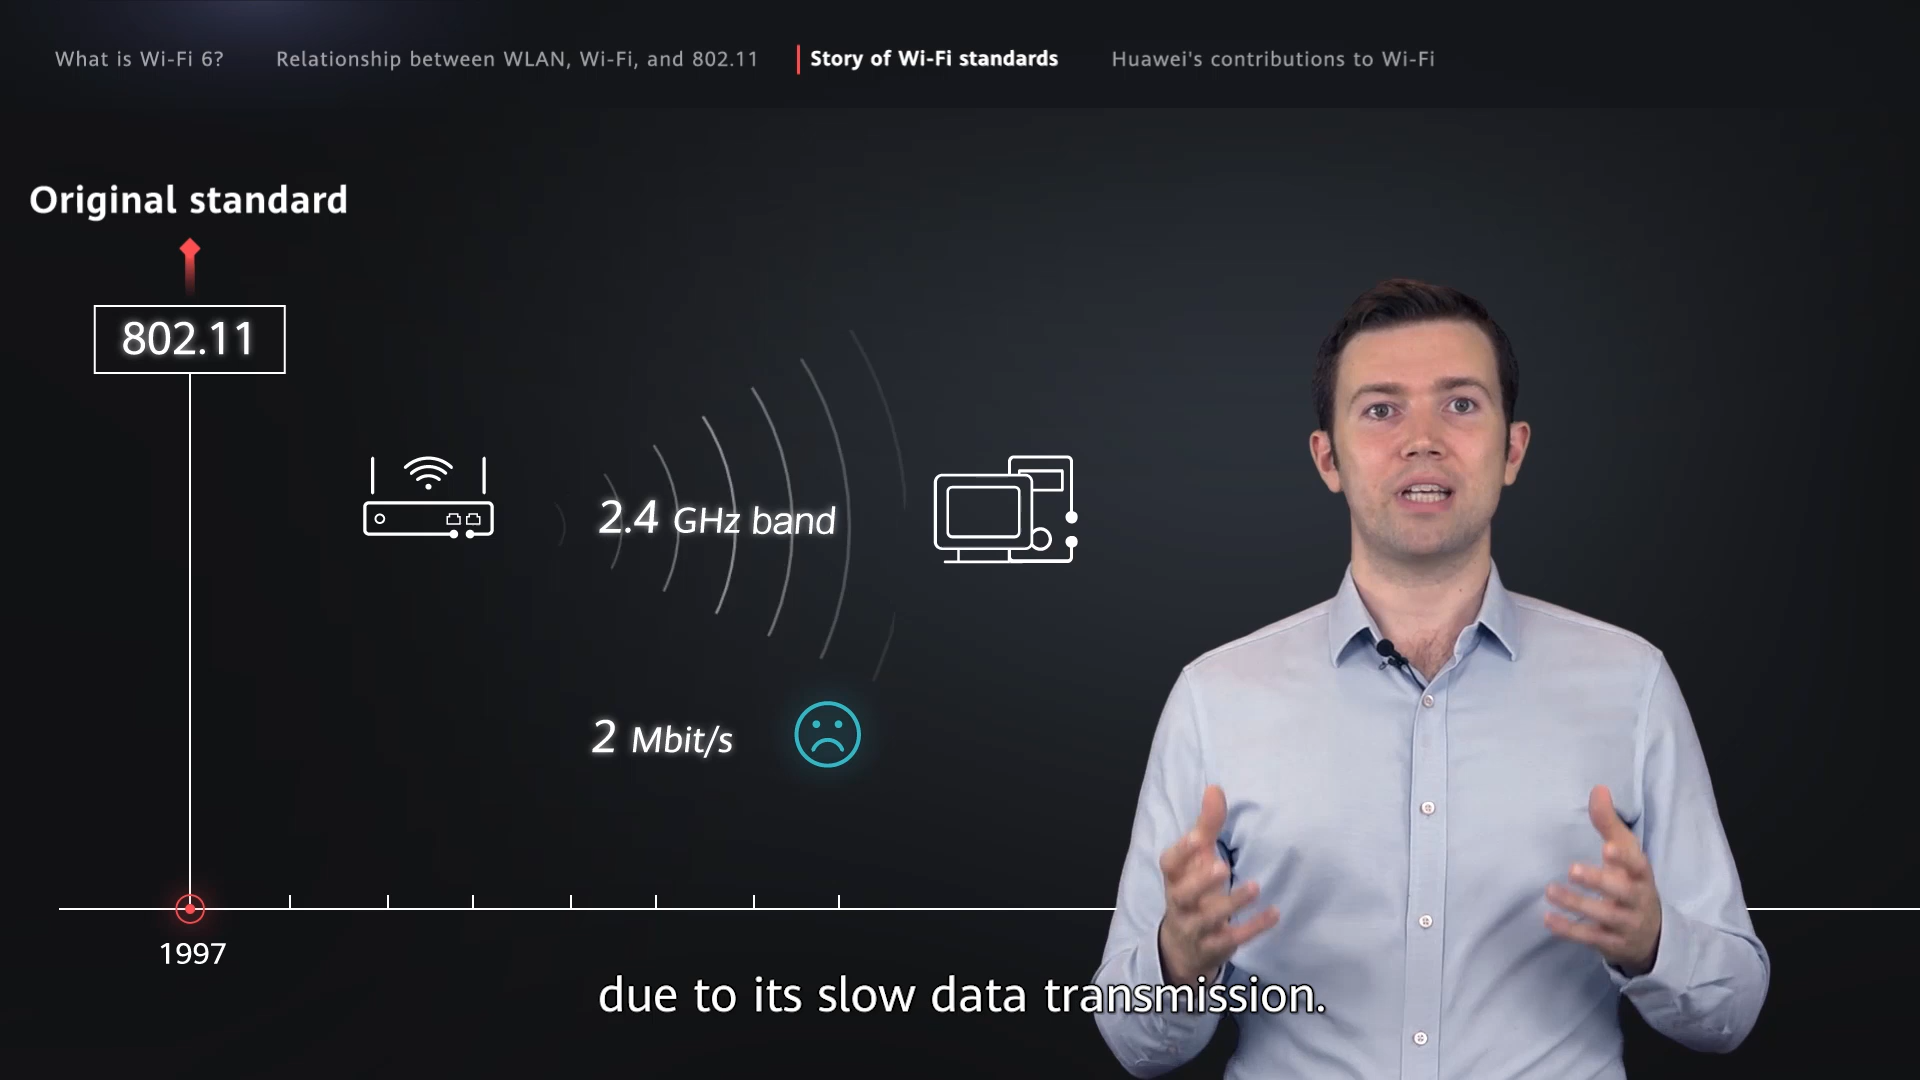 What is Wi-Fi 6?
Relationship between WLAN, Wi-Fi, and 802.11
Story of Wi-Fi standards
Huawei's contributions to Wi-Fi
Original standard
802.11
2.4 GHz band
2 Mbit/s
1997
due to its slow data transmission.